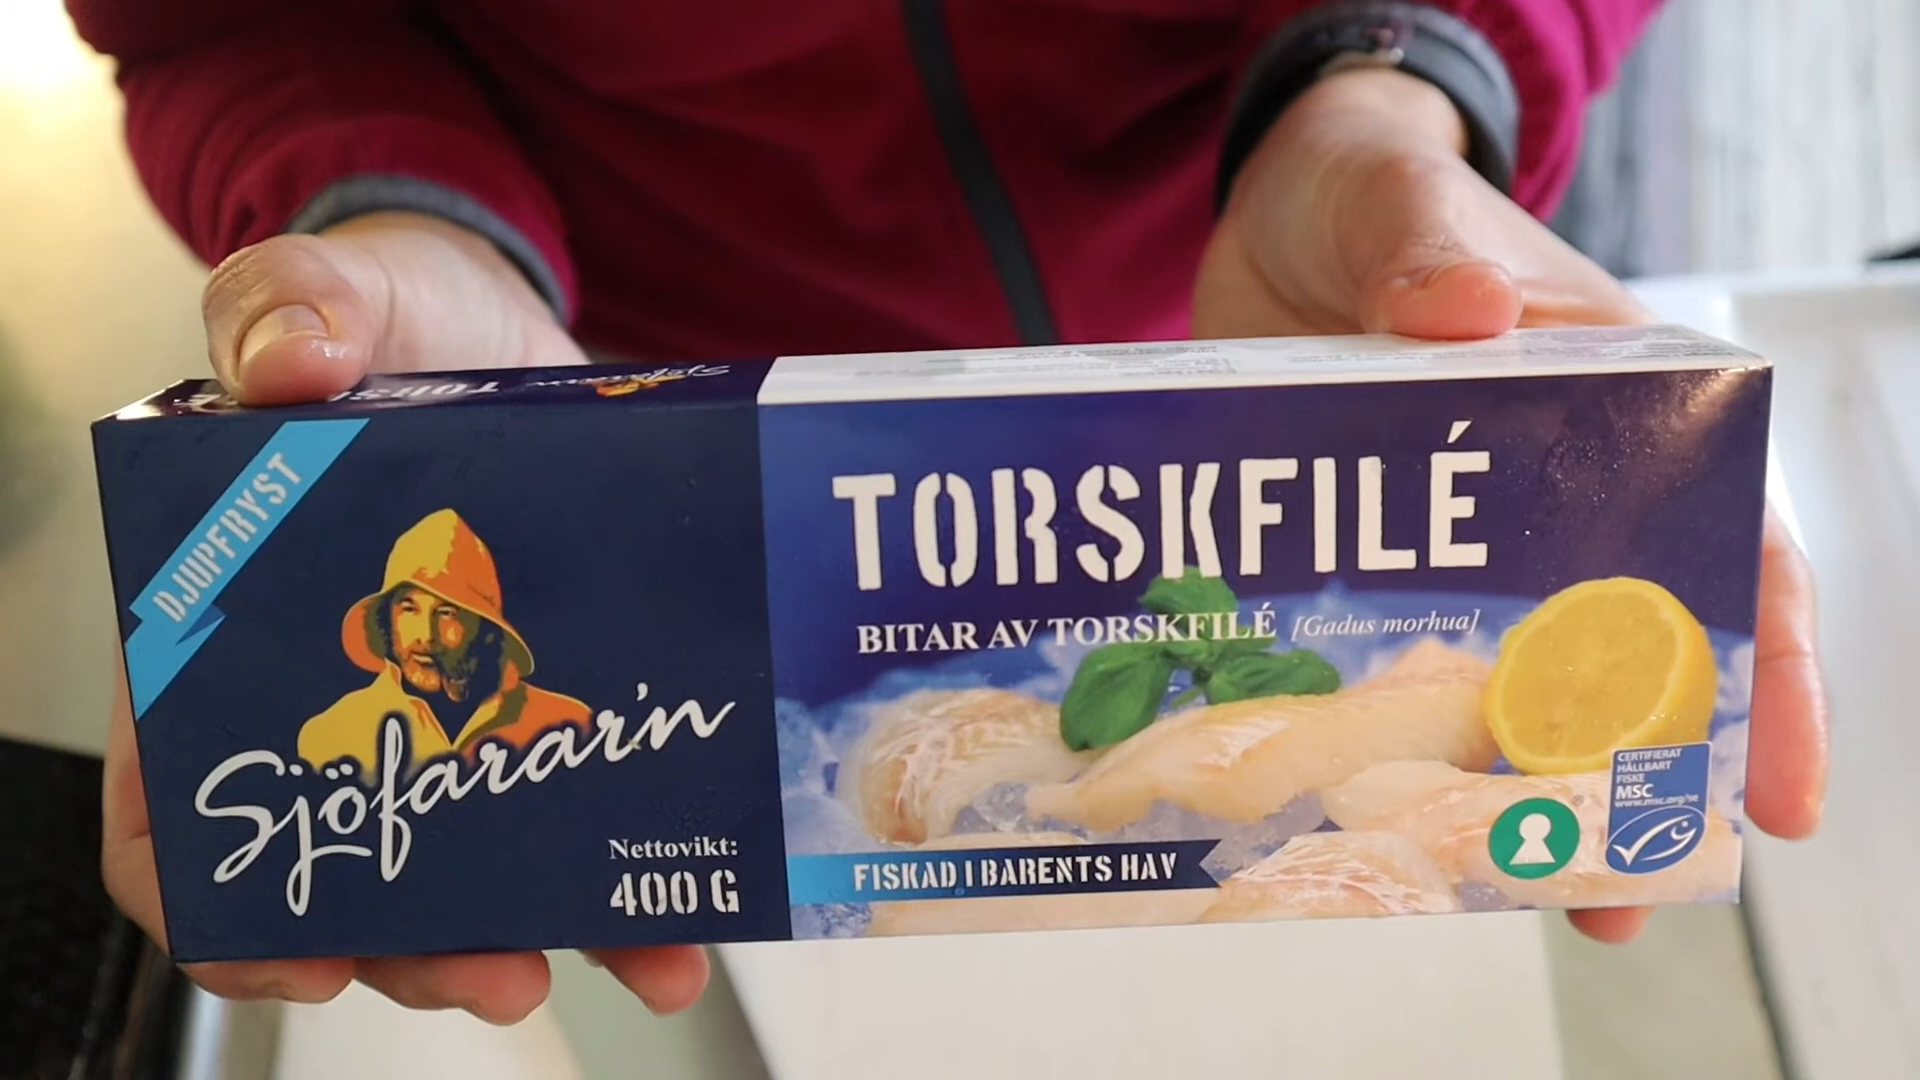 DJUPFRYST
Sjöfarar'n
Nettovikt:
400 G
TORSKFILÉ
BITAR AV TORSKFILÉ [Gadus morhua]
FISKAD I BARENTS HAV
CERTIFIERAT
HÅLLBART
FISKE
MSC
www.msc.org/se
Sjöfarar'n